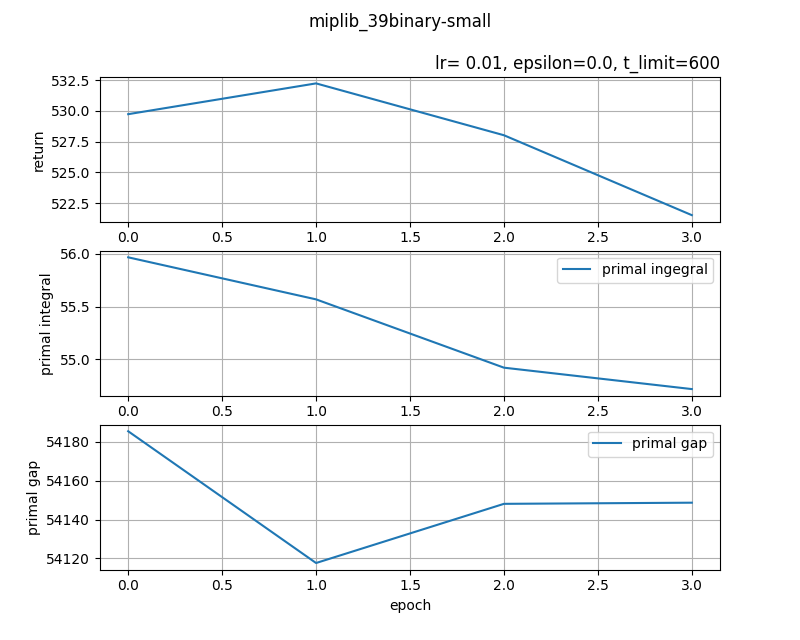 miplib_39binary-small
lr= 0.01, epsilon=0.0, t_limit=600
return
532.5
530.0
527.5
525.0
522.5
0.0 0.5 1.0 1.5 2.0 2.5 3.0
primal integral
56.0
55.5
55.0
primal ingegral
0.0 0.5 1.0 1.5 2.0 2.5 3.0
primal gap
54180
54160
54140
54120
primal gap
0.0 0.5 1.0 1.5 2.0 2.5 3.0
epoch